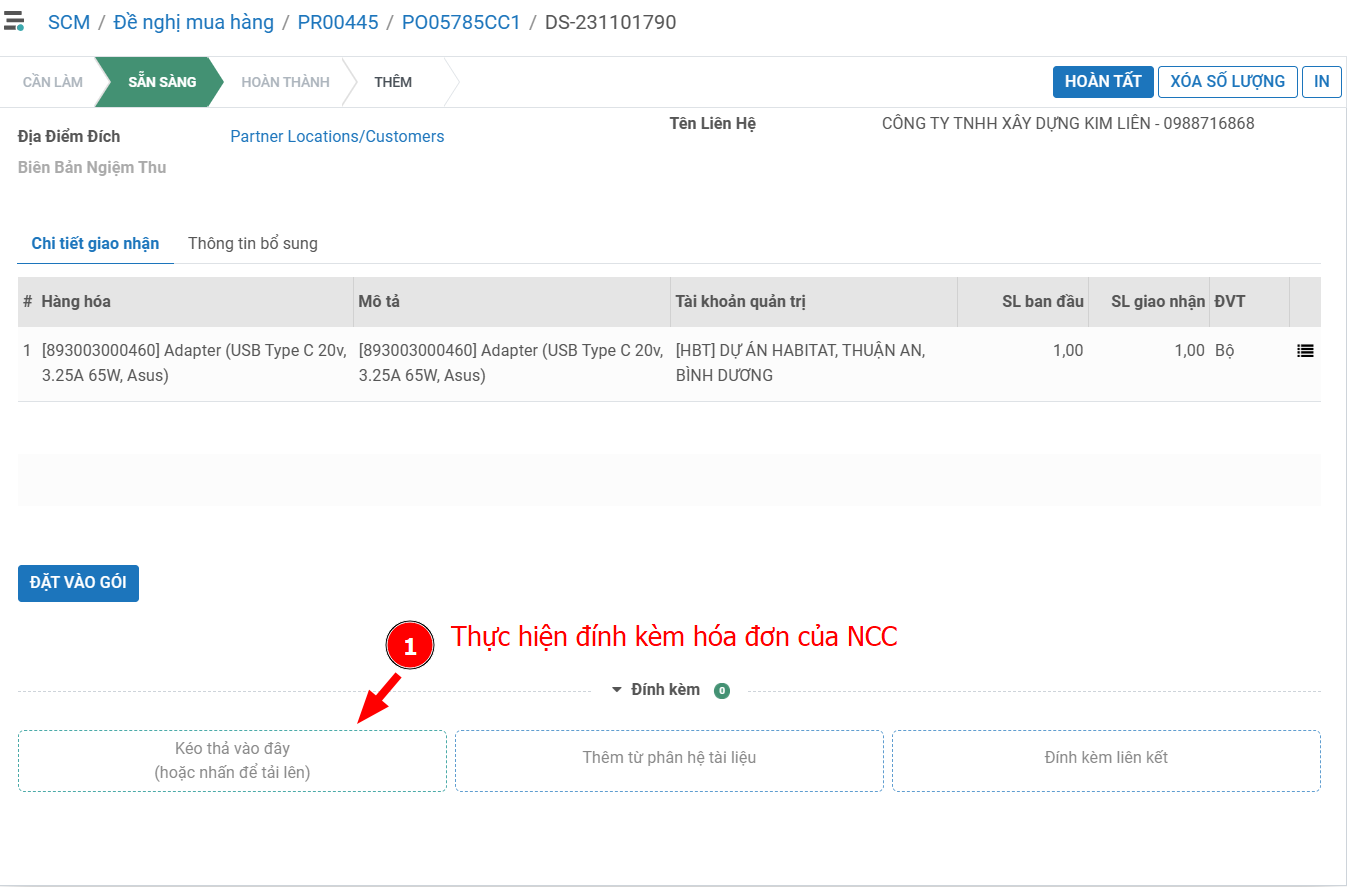 SCM / Đề nghị mua hàng / PR00445 / PO05785CC1 / DS-231101790
CẦN LÀM SẴN SÀNG HOÀN THÀNH THÊM HOÀN TẤT XÓA SỐ LƯỢNG IN
Địa Điểm Đích Partner Locations/Customers Tên Liên Hệ CÔNG TY TNHH XÂY DỰNG KIM LIÊN - 0988716868
Biên Bản Ngiệm Thu
Chi tiết giao nhận Thông tin bổ sung
# Hàng hóa Mô tả Tài khoản quản trị SL ban đầu SL giao nhận ĐVT
1 [893003000460] Adapter (USB Type C 20v, [893003000460] Adapter (USB Type C 20v, [HBT] DỰ ÁN HABITAT, THUẬN AN, 1,00 1,00 Bộ
3.25A 65W, Asus) 3.25A 65W, Asus) BÌNH DƯƠNG
ĐẶT VÀO GÓI
1 Thực hiện đính kèm hóa đơn của NCC
Đính kèm 0
Kéo thả vào đây
(hoặc nhấn để tải lên)
Thêm từ phân hệ tài liệu
Đính kèm liên kết